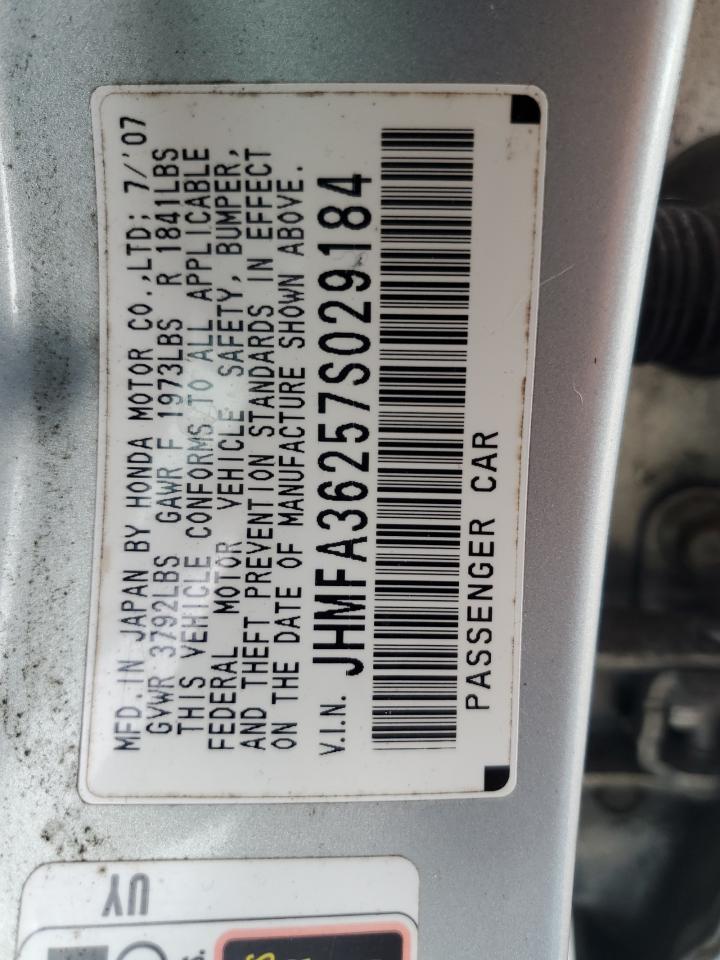 MFD. IN JAPAN BY HONDA MOTOR CO.,LTD; 7/'07
GVWR 3792LBS GAWR F 1973LBS R 1841LBS
THIS VEHICLE CONFORMS TO ALL APPLICABLE
FEDERAL MOTOR VEHICLE SAFETY, BUMPER,
AND THEFT PREVENTION STANDARDS IN EFFECT
ON THE DATE OF MANUFACTURE SHOWN ABOVE.
V.I.N. JHMFA36257S029184
PASSENGER CAR
UY